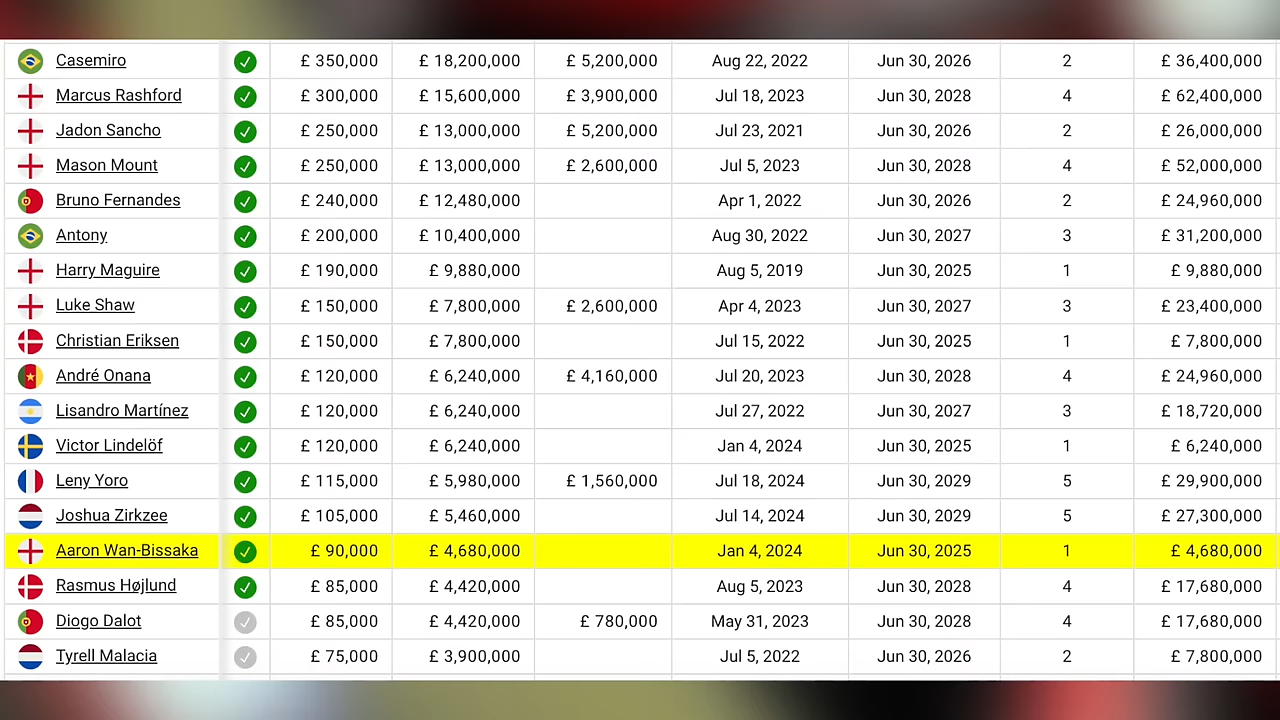 Casemiro £ 350,000 £ 18,200,000 £ 5,200,000 Aug 22, 2022 Jun 30, 2026 2 £ 36,400,000
Marcus Rashford £ 300,000 £ 15,600,000 £ 3,900,000 Jul 18, 2023 Jun 30, 2028 4 £ 62,400,000
Jadon Sancho £ 250,000 £ 13,000,000 £ 5,200,000 Jul 23, 2021 Jun 30, 2026 2 £ 26,000,000
Mason Mount £ 250,000 £ 13,000,000 £ 2,600,000 Jul 5, 2023 Jun 30, 2028 4 £ 52,000,000
Bruno Fernandes £ 240,000 £ 12,480,000 Apr 1, 2022 Jun 30, 2026 2 £ 24,960,000
Antony £ 200,000 £ 10,400,000 Aug 30, 2022 Jun 30, 2027 3 £ 31,200,000
Harry Maguire £ 190,000 £ 9,880,000 Aug 5, 2019 Jun 30, 2025 1 £ 9,880,000
Luke Shaw £ 150,000 £ 7,800,000 £ 2,600,000 Apr 4, 2023 Jun 30, 2027 3 £ 23,400,000
Christian Eriksen £ 150,000 £ 7,800,000 Jul 15, 2022 Jun 30, 2025 1 £ 7,800,000
André Onana £ 120,000 £ 6,240,000 £ 4,160,000 Jul 20, 2023 Jun 30, 2028 4 £ 24,960,000
Lisandro Martínez £ 120,000 £ 6,240,000 Jul 27, 2022 Jun 30, 2027 3 £ 18,720,000
Victor Lindelöf £ 120,000 £ 6,240,000 Jan 4, 2024 Jun 30, 2025 1 £ 6,240,000
Leny Yoro £ 115,000 £ 5,980,000 £ 1,560,000 Jul 18, 2024 Jun 30, 2029 5 £ 29,900,000
Joshua Zirkzee £ 105,000 £ 5,460,000 Jul 14, 2024 Jun 30, 2029 5 £ 27,300,000
Aaron Wan-Bissaka £ 90,000 £ 4,680,000 Jan 4, 2024 Jun 30, 2025 1 £ 4,680,000
Rasmus Højlund £ 85,000 £ 4,420,000 Aug 5, 2023 Jun 30, 2028 4 £ 17,680,000
Diogo Dalot £ 85,000 £ 4,420,000 £ 780,000 May 31, 2023 Jun 30, 2028 4 £ 17,680,000
Tyrell Malacia £ 75,000 £ 3,900,000 Jul 5, 2022 Jun 30, 2026 2 £ 7,800,000